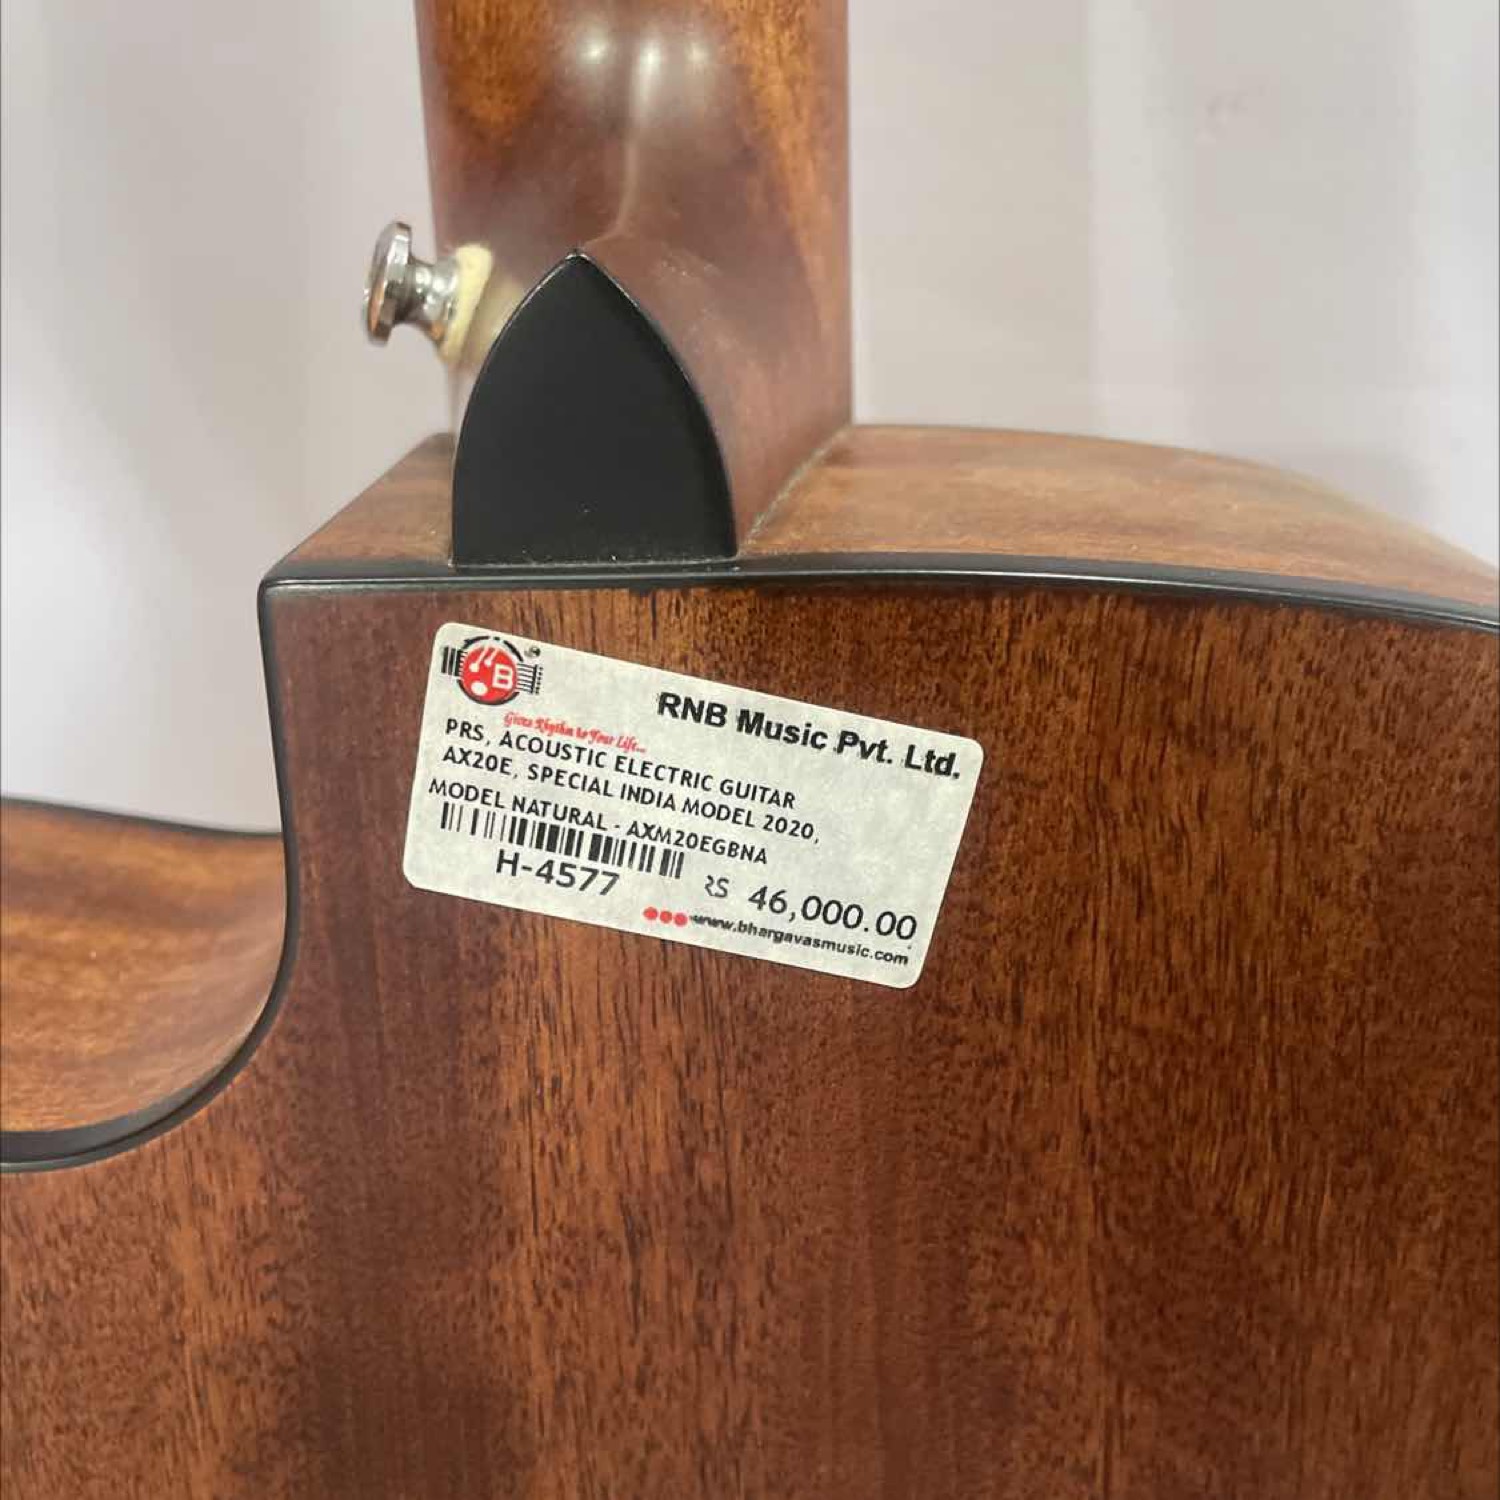 B
RNB Music Pvt. Ltd.
Gives Rhythm to Your Life...
PRS, ACOUSTIC ELECTRIC GUITAR
AX20E, SPECIAL INDIA MODEL 2020,
MODEL NATURAL - AXM20EGBNA
H-4577
RS 46,000.00
www.bhargavasmusic.com